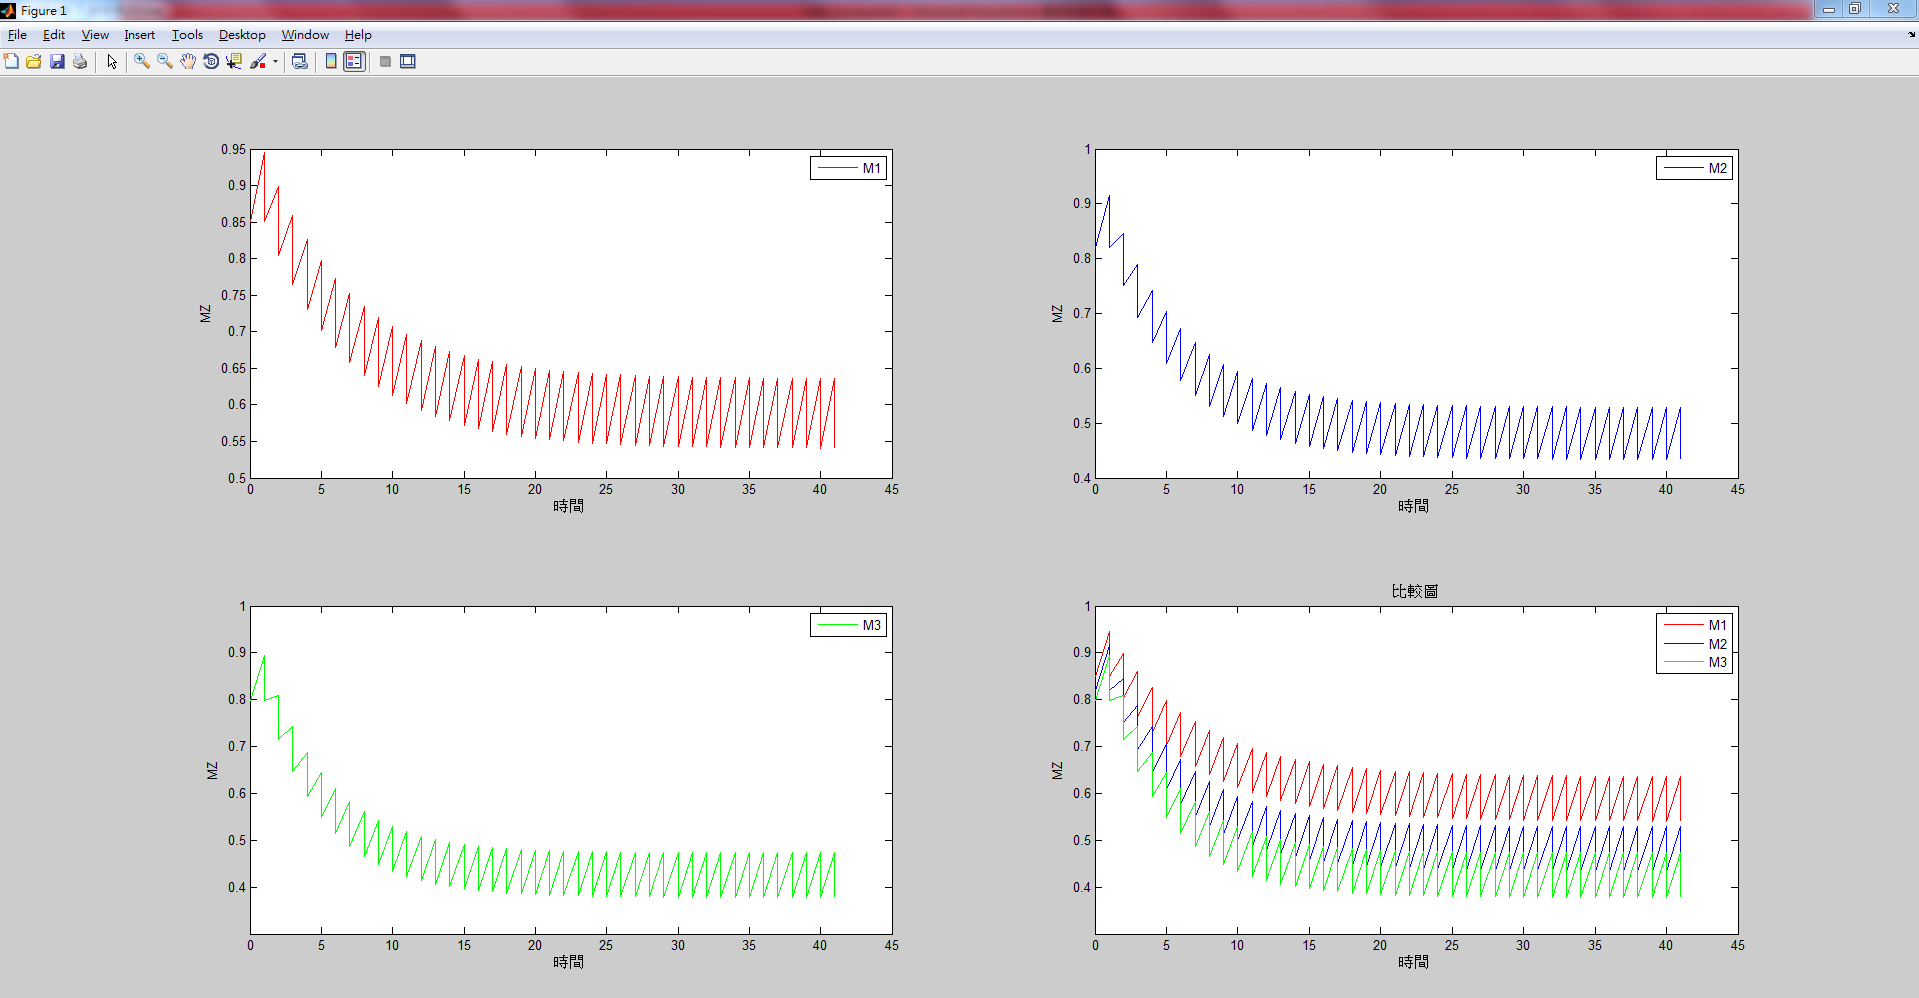 Figure 1
File Edit View Insert Tools Desktop Window Help
0.95
0.9
0.85
0.8
0.75
0.7
0.65
0.6
0.55
0.5
MZ
0 5 10 15 20 25 30 35 40 45
時間
M1
1
0.9
0.8
0.7
0.6
0.5
0.4
MZ
0 5 10 15 20 25 30 35 40 45
時間
M2
1
0.9
0.8
0.7
0.6
0.5
0.4
MZ
0 5 10 15 20 25 30 35 40 45
時間
M3
比較圖
1
0.9
0.8
0.7
0.6
0.5
0.4
MZ
0 5 10 15 20 25 30 35 40 45
時間
M1
M2
M3